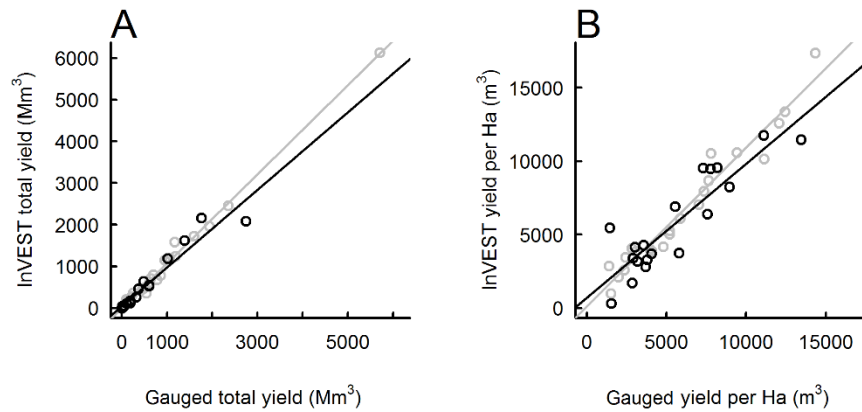 A
InVEST total yield (Mm³)
6000
5000
4000
3000
2000
1000
0
0 1000 3000 5000
Gauged total yield (Mm³)
B
InVEST yield per Ha (m³)
15000
10000
5000
0
0 5000 10000 15000
Gauged yield per Ha (m³)